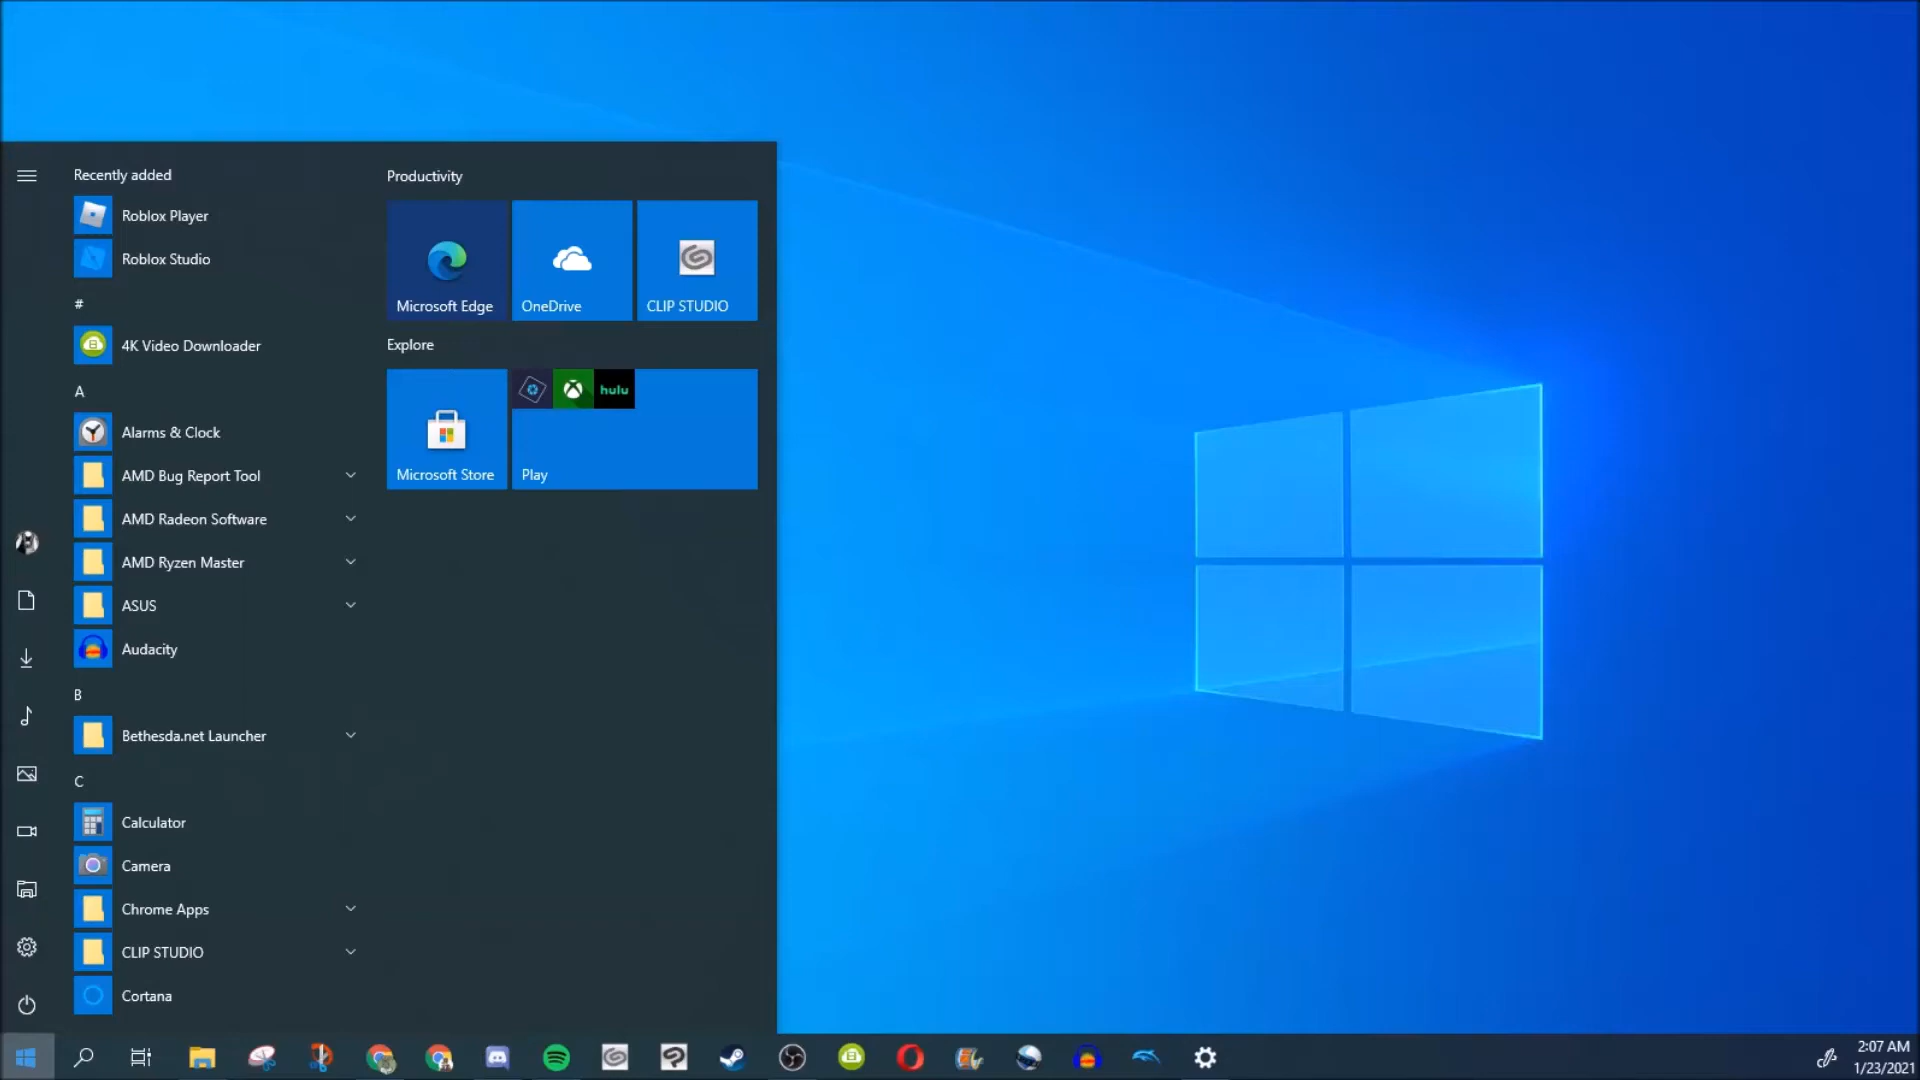 Recently added
Roblox Player
Roblox Studio
#
4K Video Downloader
A
Alarms & Clock
AMD Bug Report Tool
AMD Radeon Software
AMD Ryzen Master
ASUS
Audacity
B
Bethesda.net Launcher
C
Calculator
Camera
Chrome Apps
CLIP STUDIO
Cortana
Productivity
Microsoft Edge
OneDrive
CLIP STUDIO
Explore
hulu
Microsoft Store
Play
2:07 AM
1/23/2021